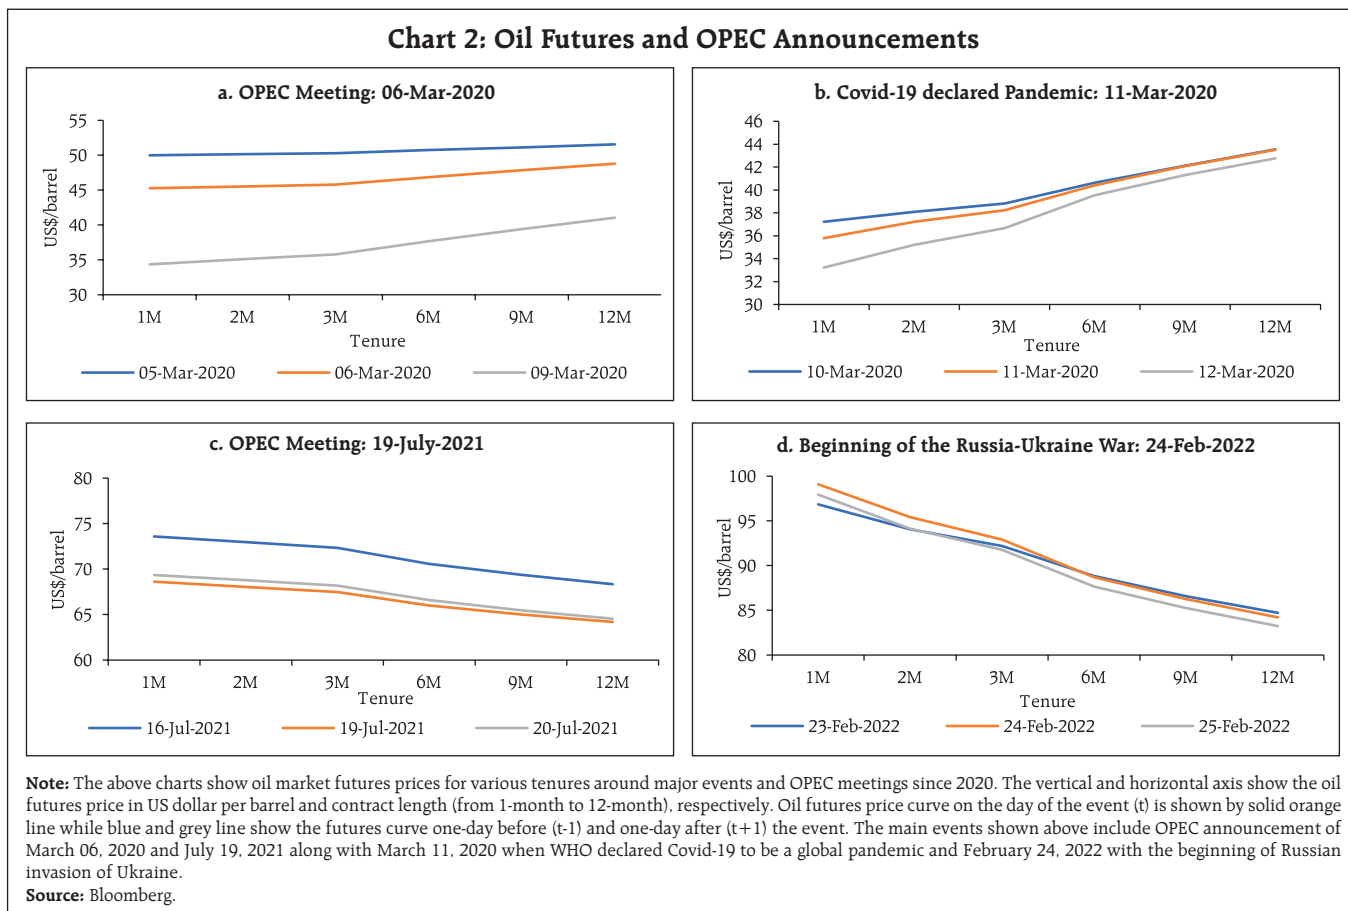 Chart 2: Oil Futures and OPEC Announcements
a. OPEC Meeting: 06-Mar-2020
55
50
45
40
35
30
US$/barrel
1M 2M 3M 6M 9M 12M
Tenure
05-Mar-2020 06-Mar-2020 09-Mar-2020
b. Covid-19 declared Pandemic: 11-Mar-2020
46
44
42
40
38
36
34
32
30
US$/barrel
1M 2M 3M 6M 9M 12M
Tenure
10-Mar-2020 11-Mar-2020 12-Mar-2020
c. OPEC Meeting: 19-July-2021
80
75
70
65
60
US$/barrel
1M 2M 3M 6M 9M 12M
Tenure
16-Jul-2021 19-Jul-2021 20-Jul-2021
d. Beginning of the Russia-Ukraine War: 24-Feb-2022
100
95
90
85
80
US$/barrel
1M 2M 3M 6M 9M 12M
Tenure
23-Feb-2022 24-Feb-2022 25-Feb-2022
Note: The above charts show oil market futures prices for various tenures around major events and OPEC meetings since 2020. The vertical and horizontal axis show the oil
futures price in US dollar per barrel and contract length (from 1-month to 12-month), respectively. Oil futures price curve on the day of the event (t) is shown by solid orange
line while blue and grey line show the futures curve one-day before (t-1) and one-day after (t+1) the event. The main events shown above include OPEC announcement of
March 06, 2020 and July 19, 2021 along with March 11, 2020 when WHO declared Covid-19 to be a global pandemic and February 24, 2022 with the beginning of Russian
invasion of Ukraine.
Source: Bloomberg.